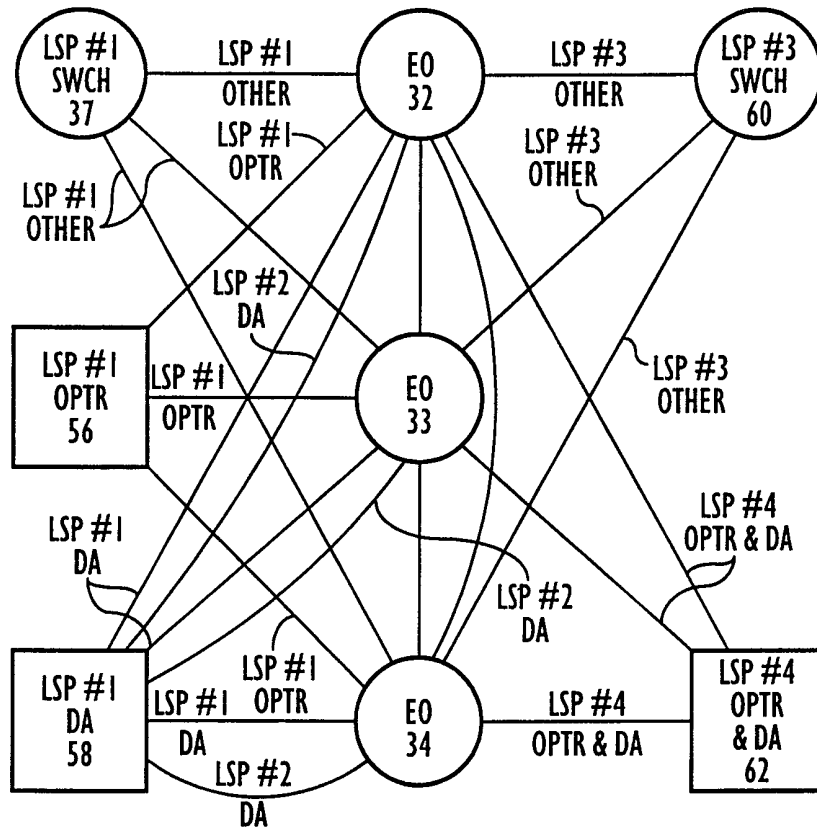 LSP #1
SWCH
37
LSP #1
OTHER
EO
32
LSP #3
OTHER
LSP #3
SWCH
60
LSP #1
OPTR
LSP #3
OTHER
LSP #1
OTHER
LSP #2
DA
LSP #1
OPTR
56
LSP #1
OPTR
EO
33
LSP #3
OTHER
LSP #1
DA
LSP #4
OPTR & DA
LSP #2
DA
LSP #1
OPTR
LSP #1
DA
58
LSP #1
DA
EO
34
LSP #4
OPTR & DA
LSP #4
OPTR
& DA
62
LSP #2
DA